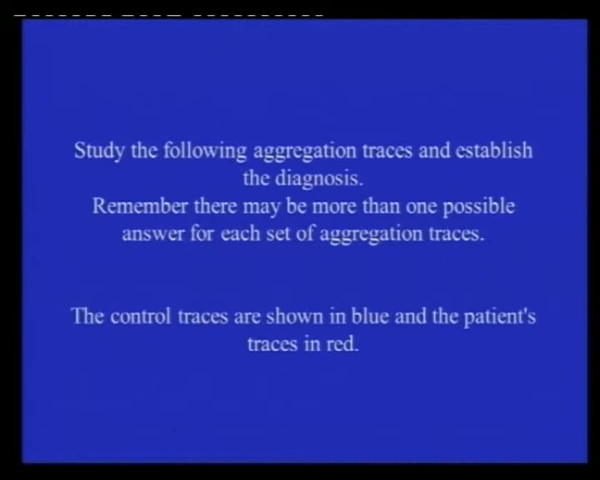 Study the following aggregation traces and establish
the diagnosis.
Remember there may be more than one possible
answer for each set of aggregation traces.
The control traces are shown in blue and the patient's
traces in red.